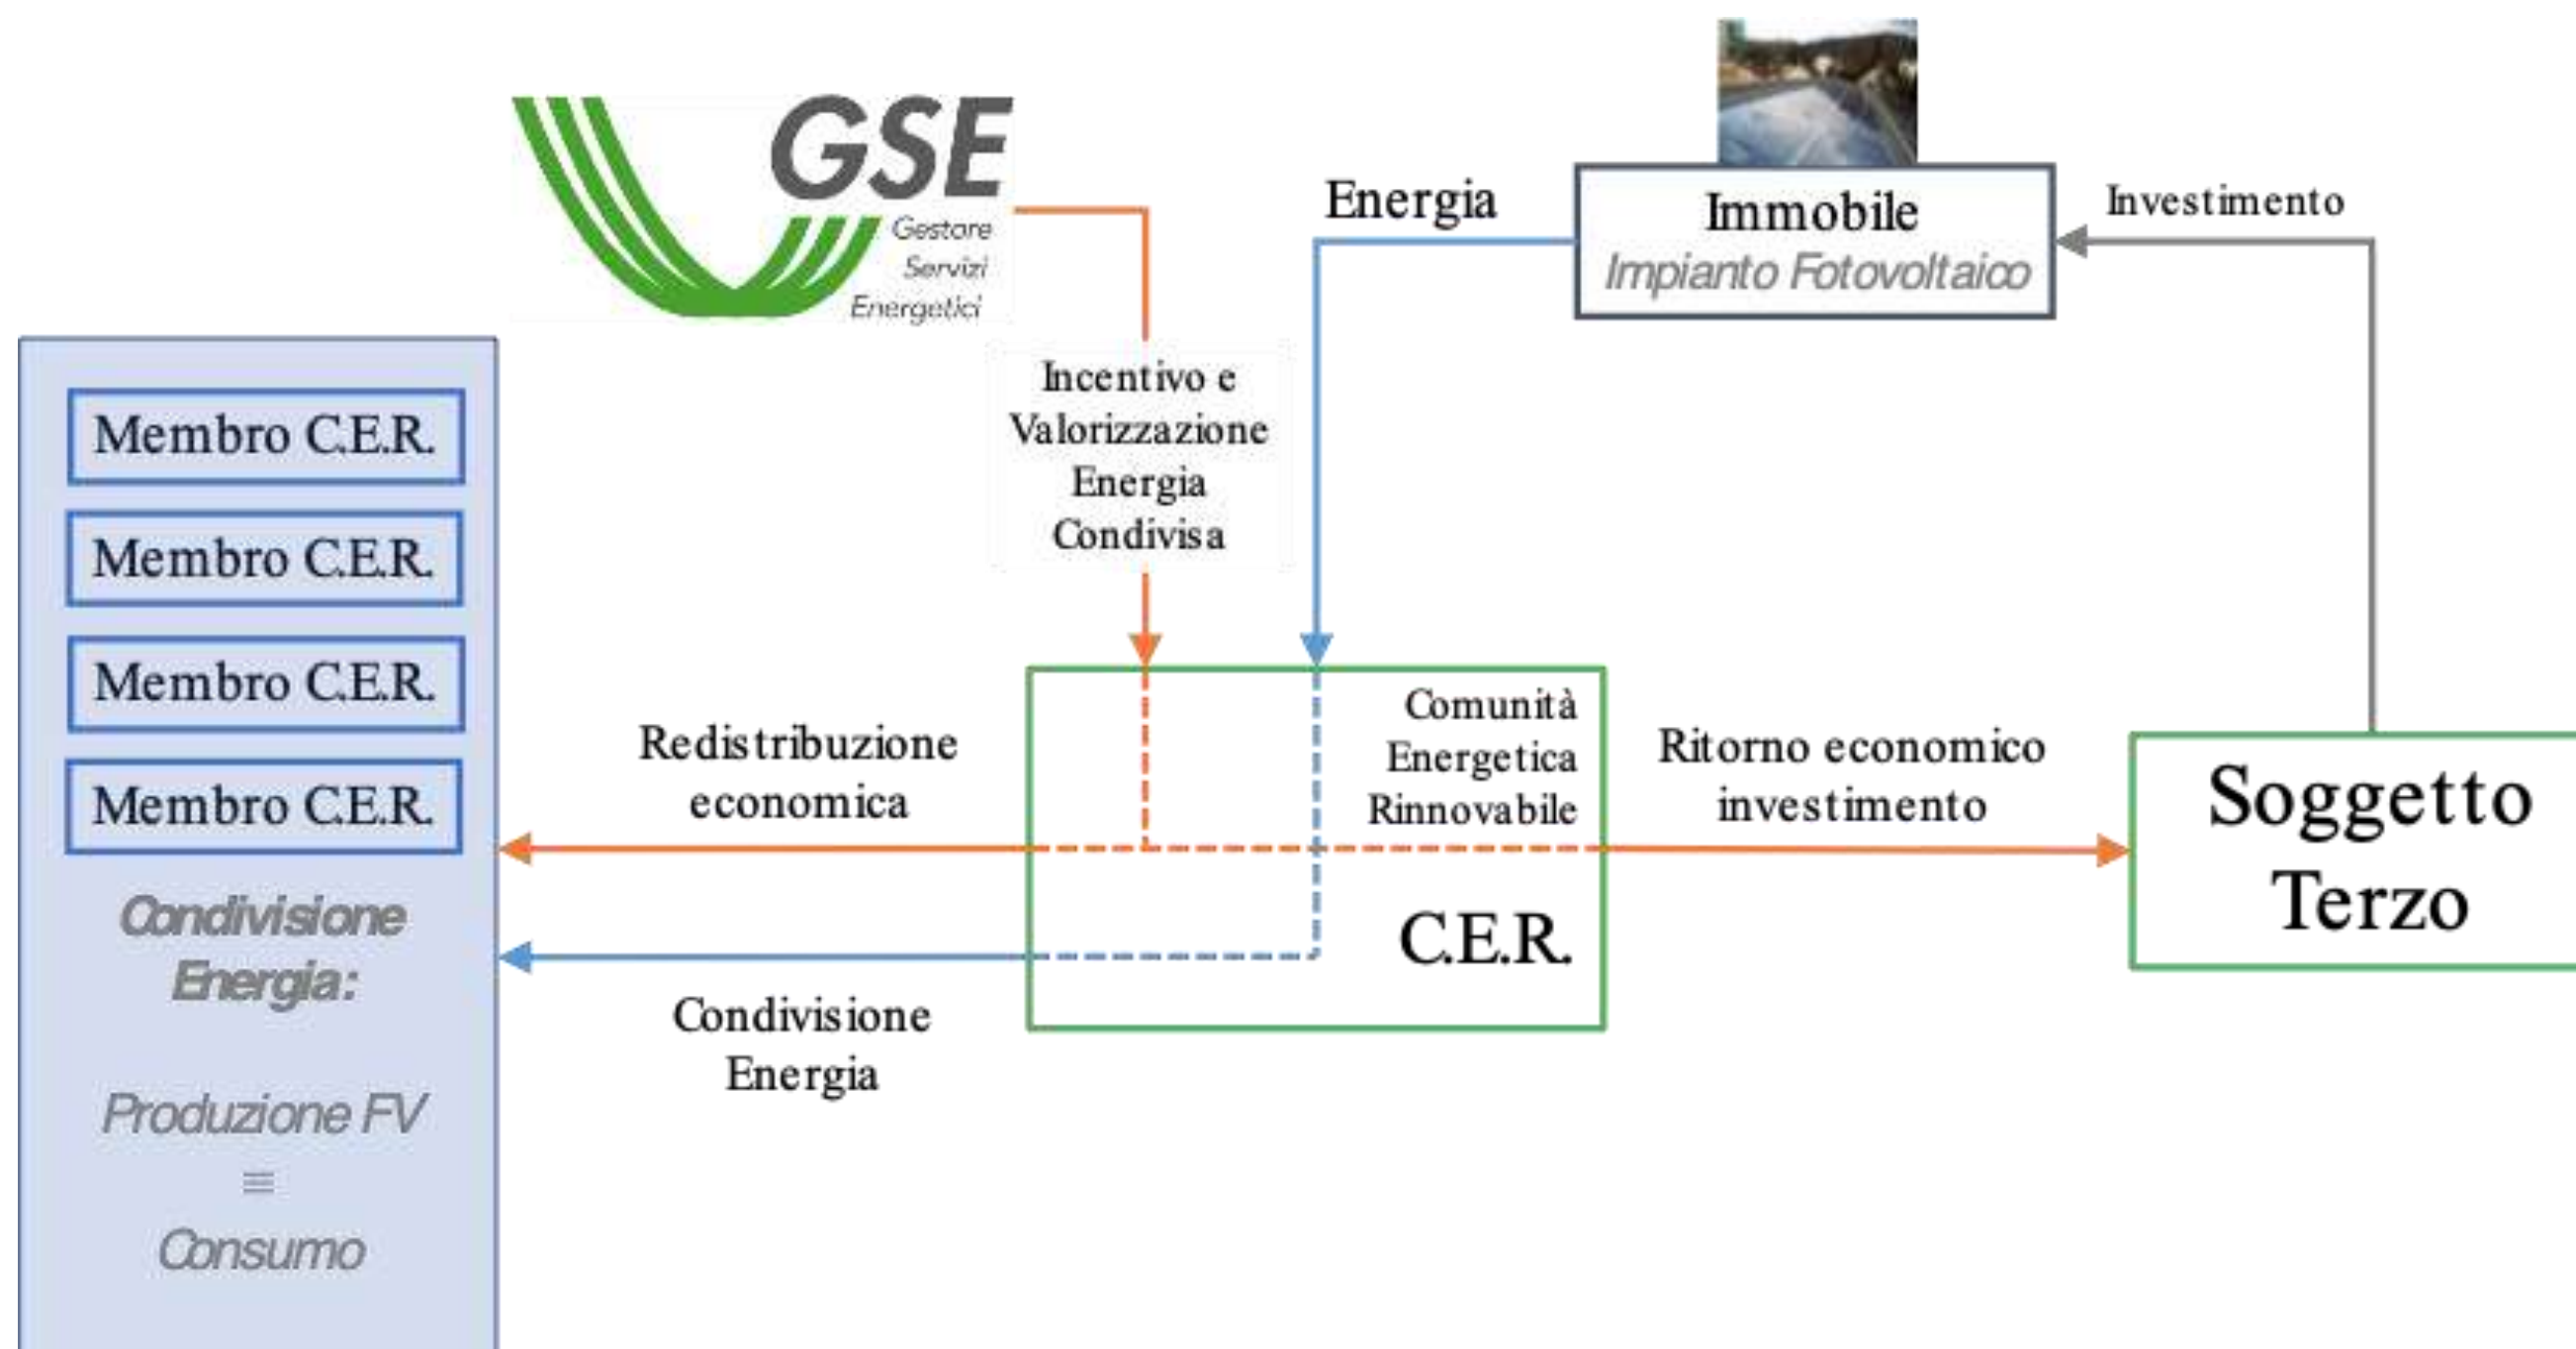 GSE
Gestore
Servizi
Energetici
Energia
Immobile
Impianto Fotovoltaico
Investimento
Incentivo e
Valorizzazione
Energia
Condivisa
Membro C.E.R.
Membro C.E.R.
Membro C.E.R.
Membro C.E.R.
Condivisione
Energia:
Produzione FV
=
Consumo
Redistribuzione
economica
Condivisione
Energia
Comunità
Energetica
Rinnovabile
C.E.R.
Ritorno economico
investimento
Soggetto
Terzo